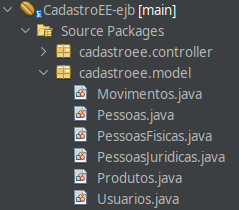 CadastroEE-ejb [main]
Source Packages
cadastroee.controller
cadastroee.model
Movimentos.java
Pessoas.java
PessoasFisicas.java
PessoasJuridicas.java
Produtos.java
Usuarios.java